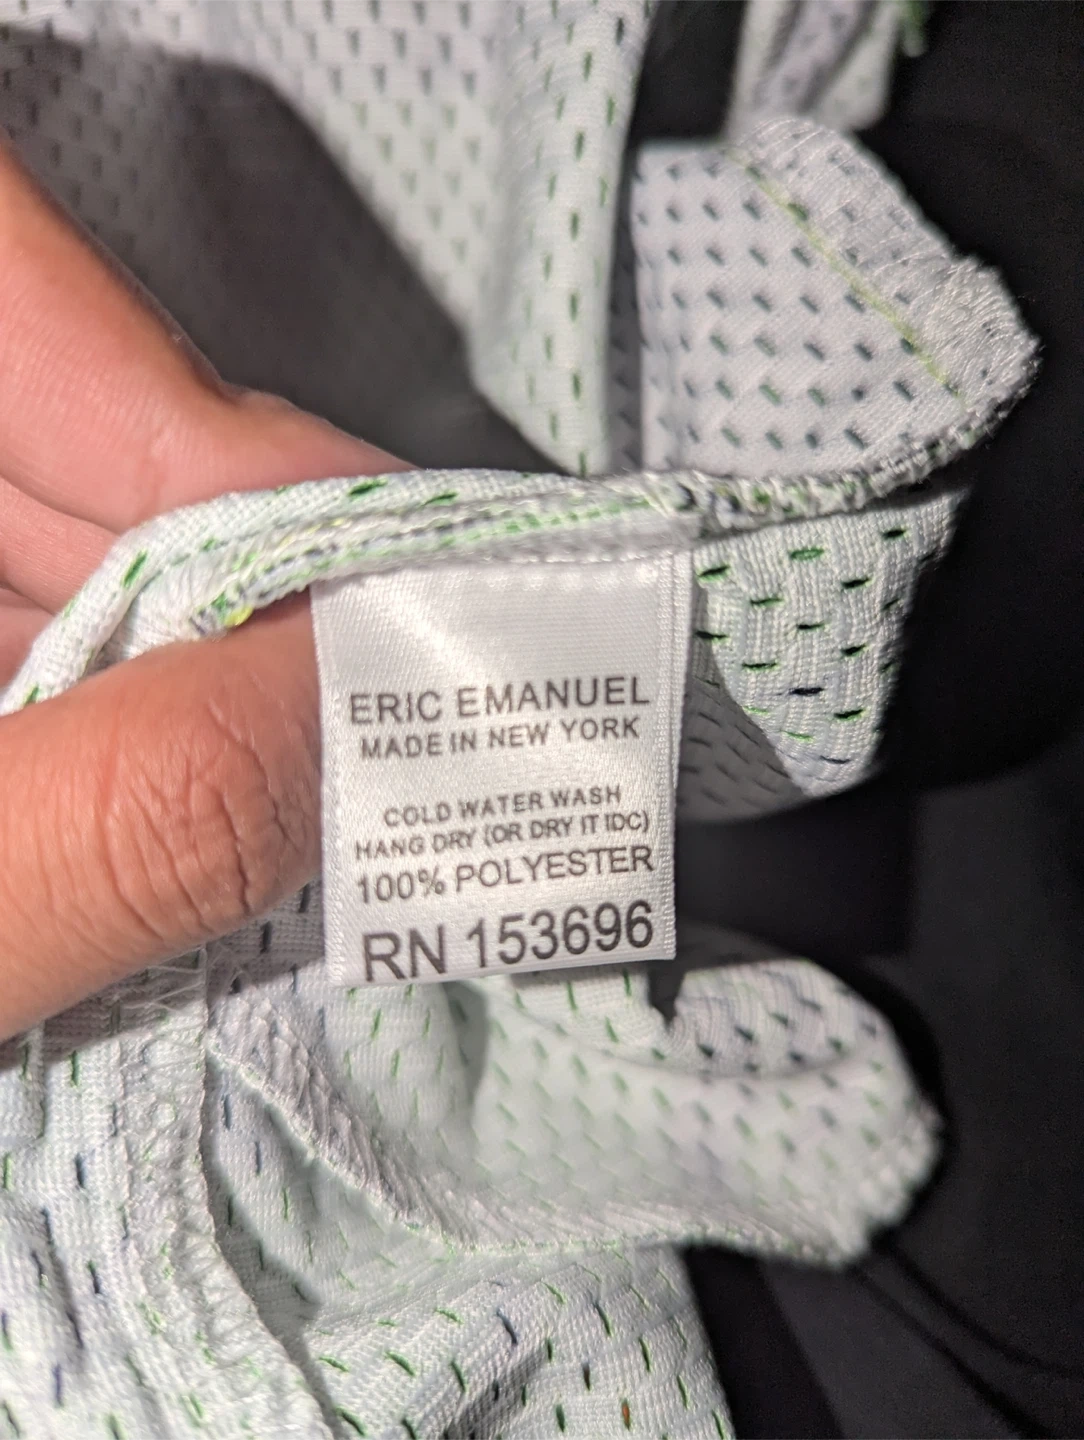 ERIC EMANUEL
MADE IN NEW YORK
COLD WATER WASH
HANG DRY (OR DRY IT IDC)
100% POLYESTER
RN 153696